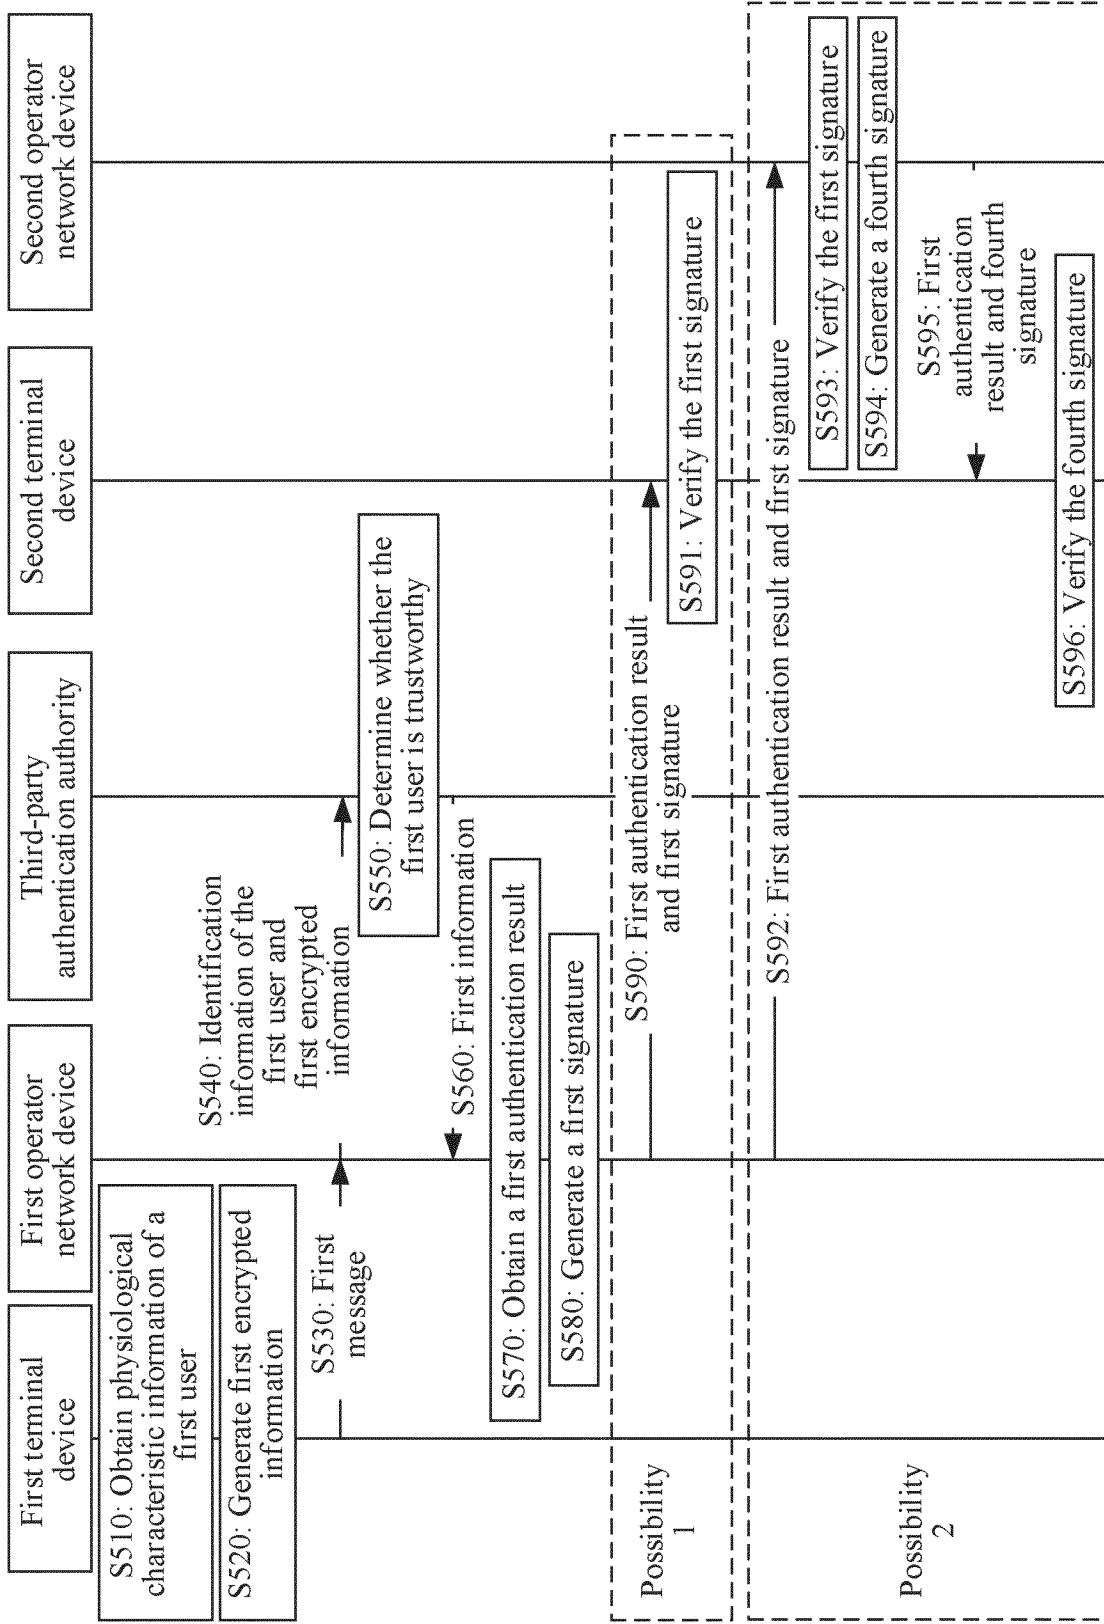 First terminal
device
First operator
network device
Third-party
authentication authority
Second terminal
device
Second operator
network device
S510: Obtain physiological
characteristic information of a
first user
S520: Generate first encrypted
information
S530: First
message
S540: Identification
information of the
first user and
first encrypted
information
S550: Determine whether the
first user is trustworthy
S560: First information
S570: Obtain a first authentication result
S580: Generate a first signature
Possibility
1
S590: First authentication result
and first signature
S591: Verify the first signature
Possibility
2
S592: First authentication result and first signature
S593: Verify the first signature
S594: Generate a fourth signature
S595: First
authentication
result and fourth
signature
S596: Verify the fourth signature